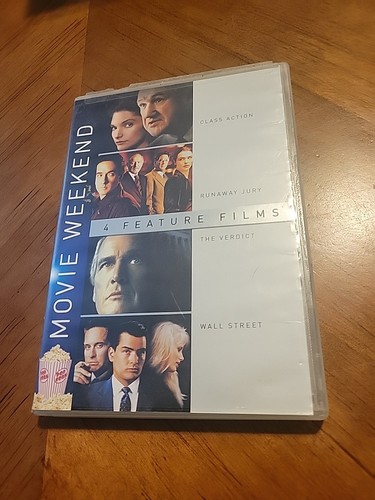 MOVIE WEEKEND
CLASS ACTION
RUNAWAY JURY
4 FEATURE FILMS
THE VERDICT
WALL STREET